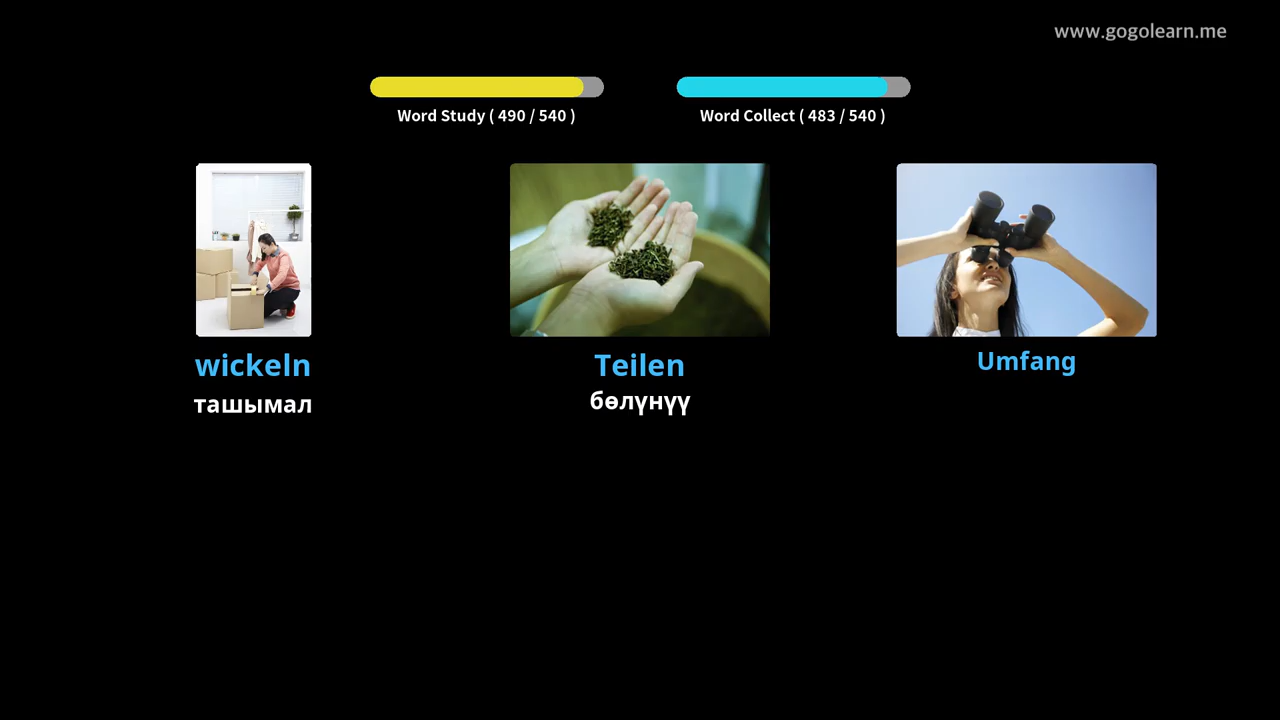 www.gogolearn.me
Word Study ( 490 / 540 )
Word Collect ( 483 / 540 )
wickeln
ташымал
Teilen
бөлүнүү
Umfang